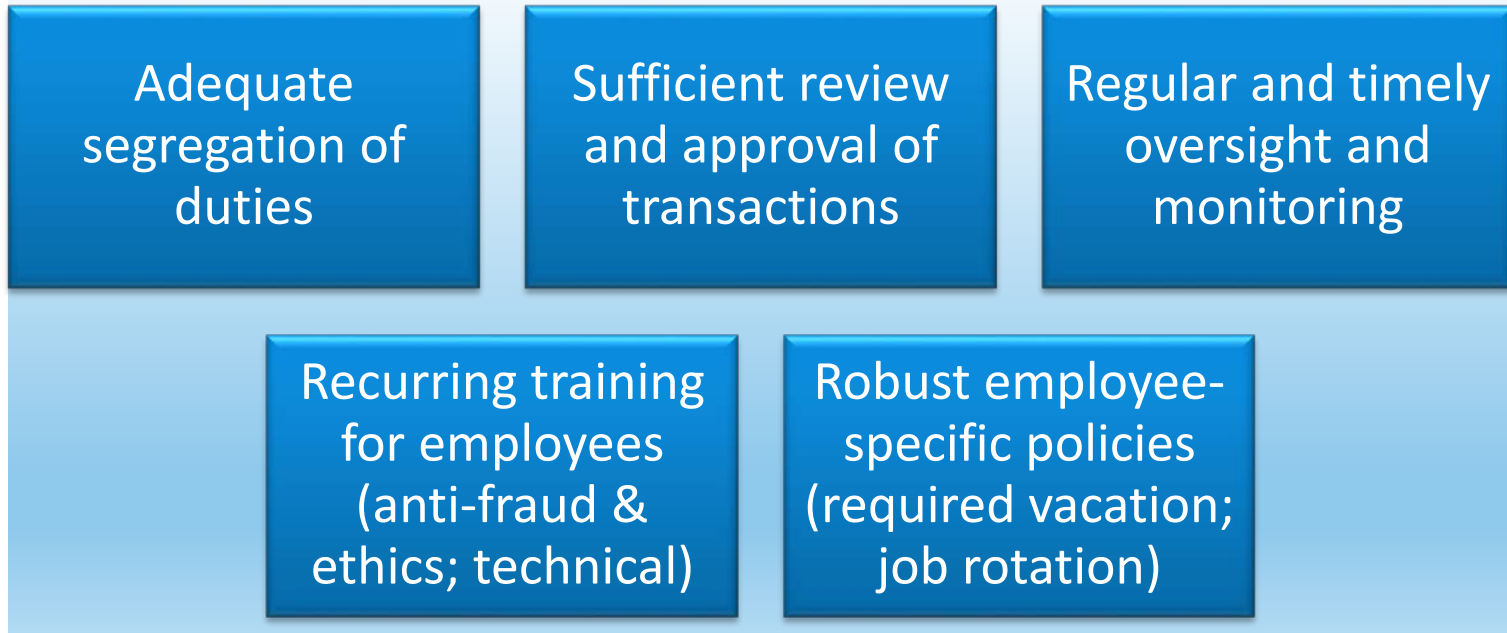 Adequate
segregation of
duties
Sufficient review
and approval of
transactions
Regular and timely
oversight and
monitoring
Recurring training
for employees
(anti-fraud &
ethics; technical)
Robust employee-
specific policies
(required vacation;
job rotation)